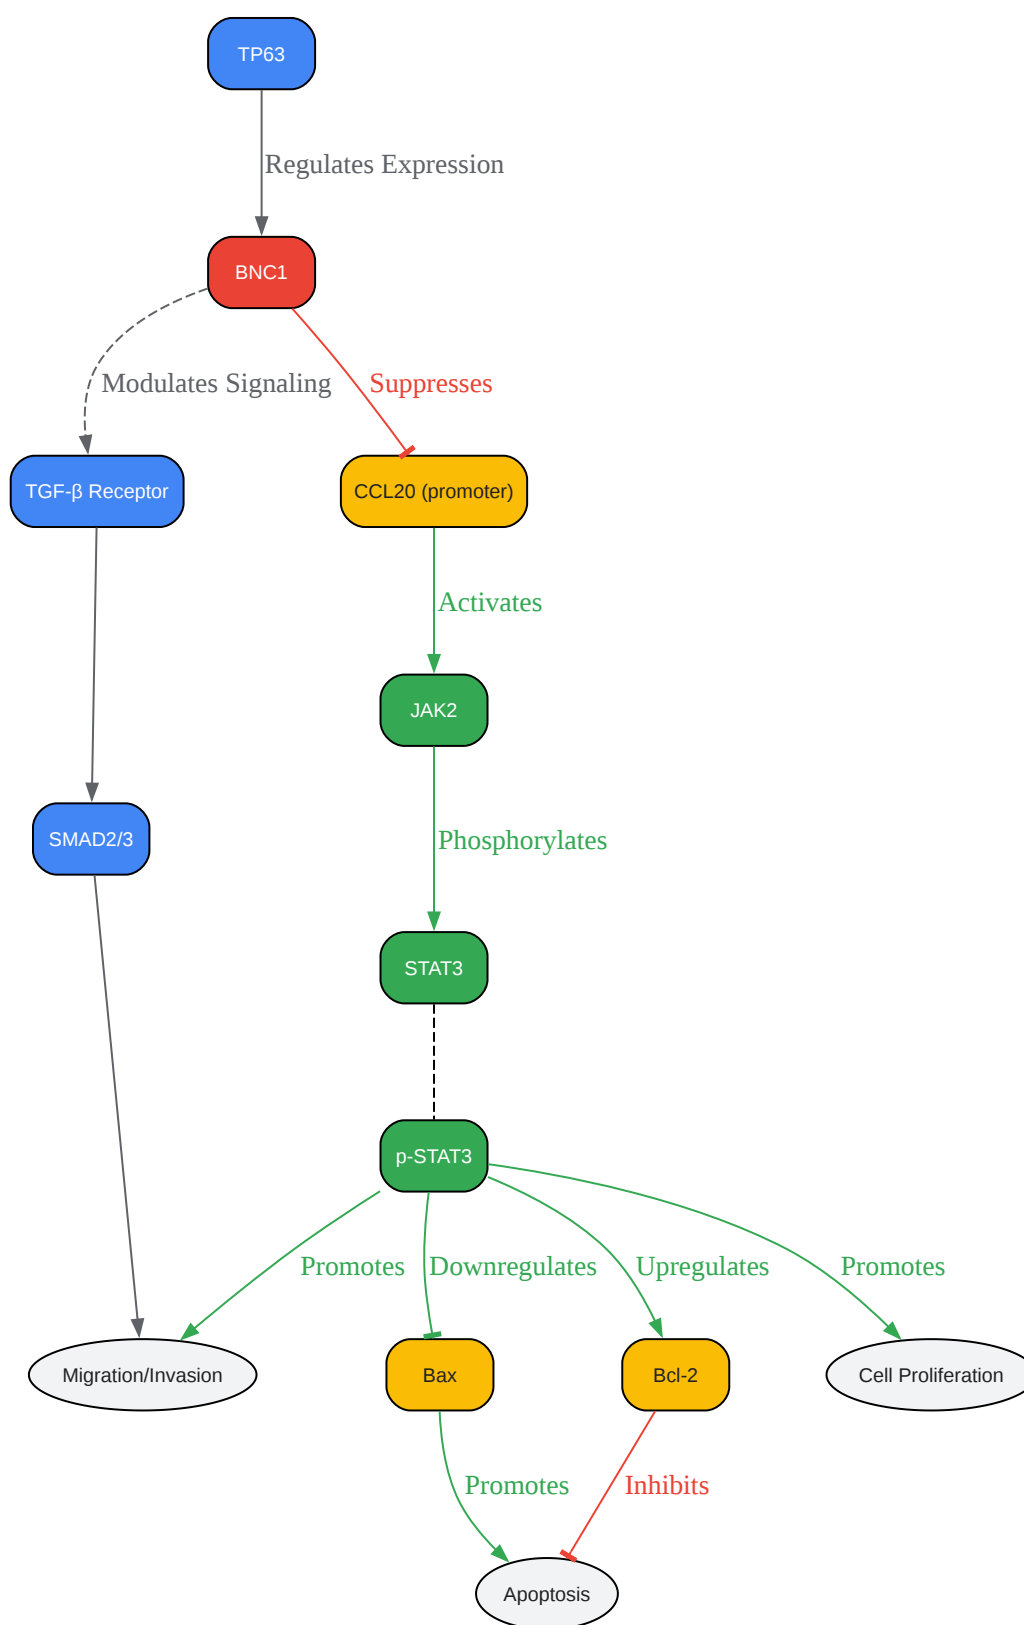 TP63
Regulates Expression
BNC1
Modulates Signaling
Suppresses
TGF-β Receptor
CCL20 (promoter)
Activates
JAK2
Phosphorylates
SMAD2/3
STAT3
p-STAT3
Promotes
Downregulates
Upregulates
Promotes
Migration/Invasion
Bax
Bcl-2
Cell Proliferation
Promotes
Inhibits
Apoptosis